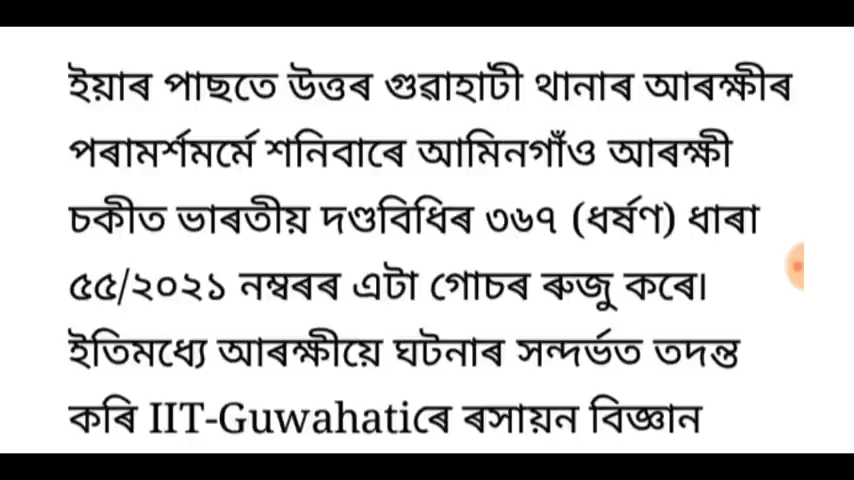 ইয়াৰ পাছতে উত্তৰ গুৱাহাটী থানাৰ আৰক্ষীৰ
পৰামৰ্শমৰ্মে শনিবাৰে আমিনগাঁও আৰক্ষী
চকীত ভাৰতীয় দণ্ডবিধিৰ ৩৬৭ (ধৰ্ষণ) ধাৰা
৫৫/২০২১ নম্বৰৰ এটা গোচৰ ৰুজু কৰে।
ইতিমধ্যে আৰক্ষীয়ে ঘটনাৰ সন্দৰ্ভত তদন্ত
কৰি IIT-Guwahatiৰে ৰসায়ন বিজ্ঞান